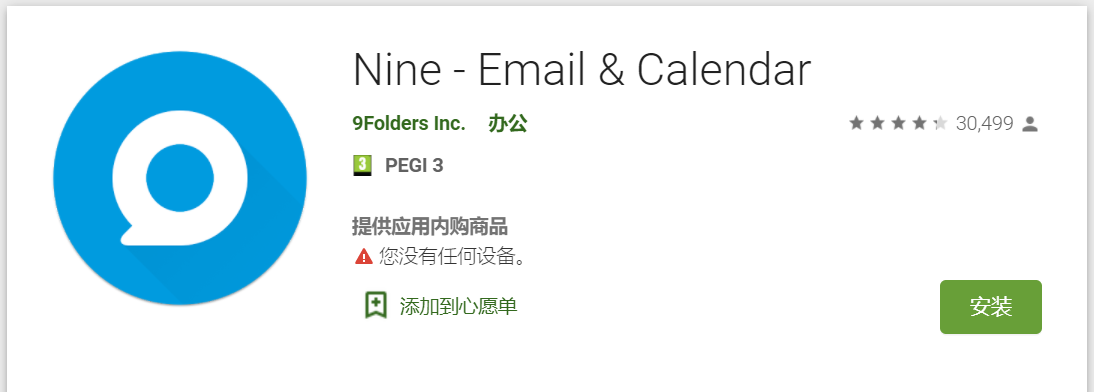 Nine - Email & Calendar
9Folders Inc. 办公
30,499
3 PEGI 3
提供应用内购商品
您没有任何设备。
添加到心愿单
安装